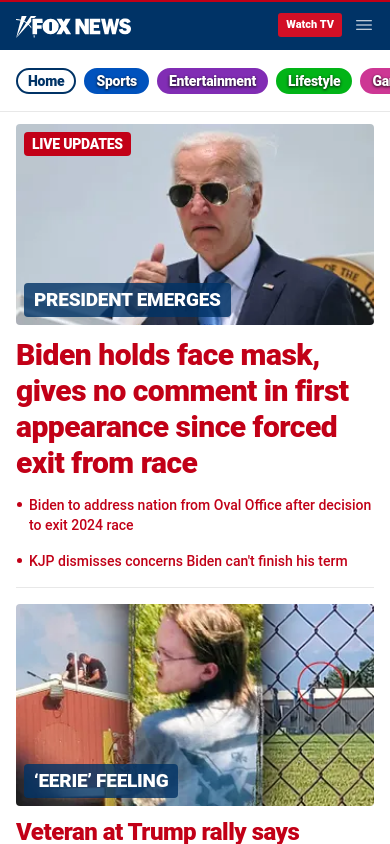 FOX NEWS
Watch TV
Home
Sports
Entertainment
Lifestyle
LIVE UPDATES
PRESIDENT EMERGES
Biden holds face mask,
gives no comment in first
appearance since forced
exit from race
Biden to address nation from Oval Office after decision
to exit 2024 race
KJP dismisses concerns Biden can't finish his term
‘EERIE’ FEELING
Veteran at Trump rally says